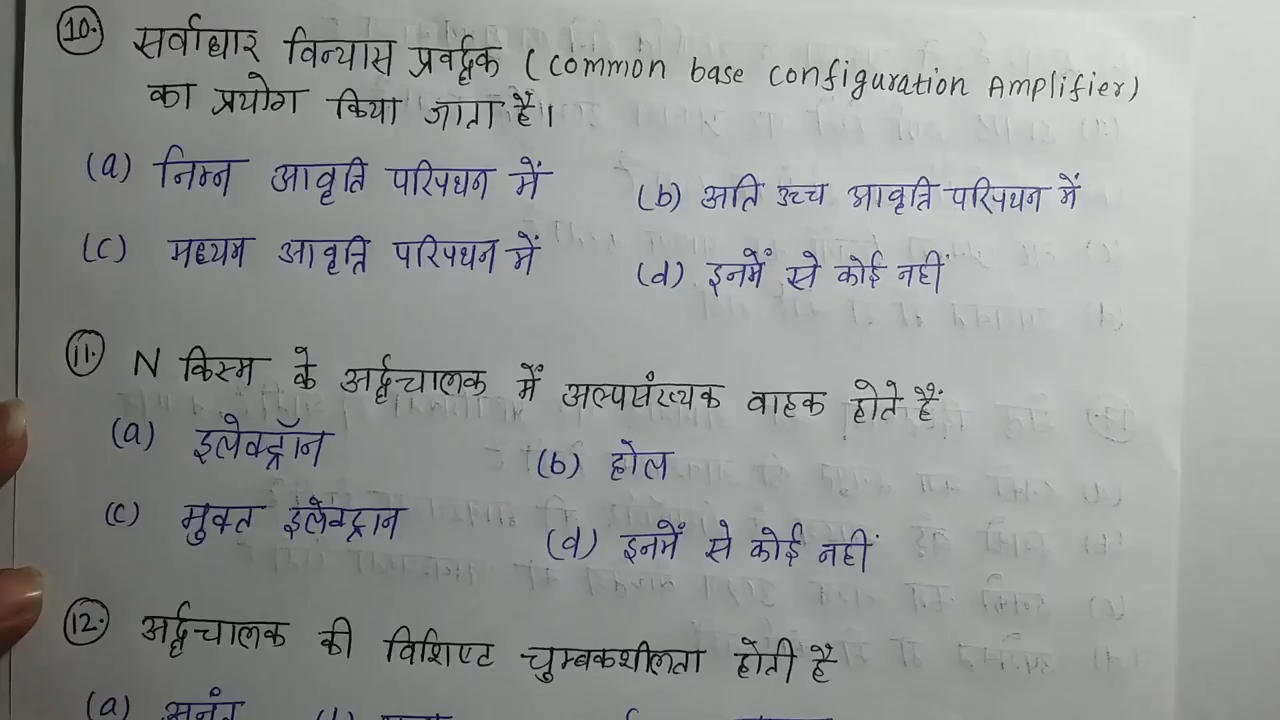 10. सर्वाधार विन्यास प्रवर्द्धक (Common base configuration Amplifier)
का प्रयोग किया जाता है।
(a) निम्न आवृत्ति परिपथन में (b) अति उच्च आवृत्ति परिपथन में
(c) मध्यम आवृत्ति परिपथन में (d) इनमें से कोई नहीं
11. N किस्म के अर्द्धचालक में अल्पसंख्यक वाहक होते हैं
(a) इलेक्ट्रॉन (b) होल
(c) मुक्त इलेक्ट्रान (d) इनमें से कोई नहीं
12. अर्द्धचालक की विशिष्ट चुम्बकशीलता होती है
(a)